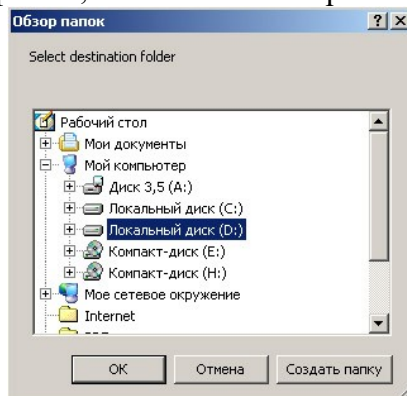 Обзор папок
Select destination folder
Рабочий стол
Мои документы
Мой компьютер
Диск 3,5 (A:)
Локальный диск (C:)
Локальный диск (D:)
Компакт-диск (E:)
Компакт-диск (H:)
Мое сетевое окружение
Internet
OK
Отмена
Создать папку